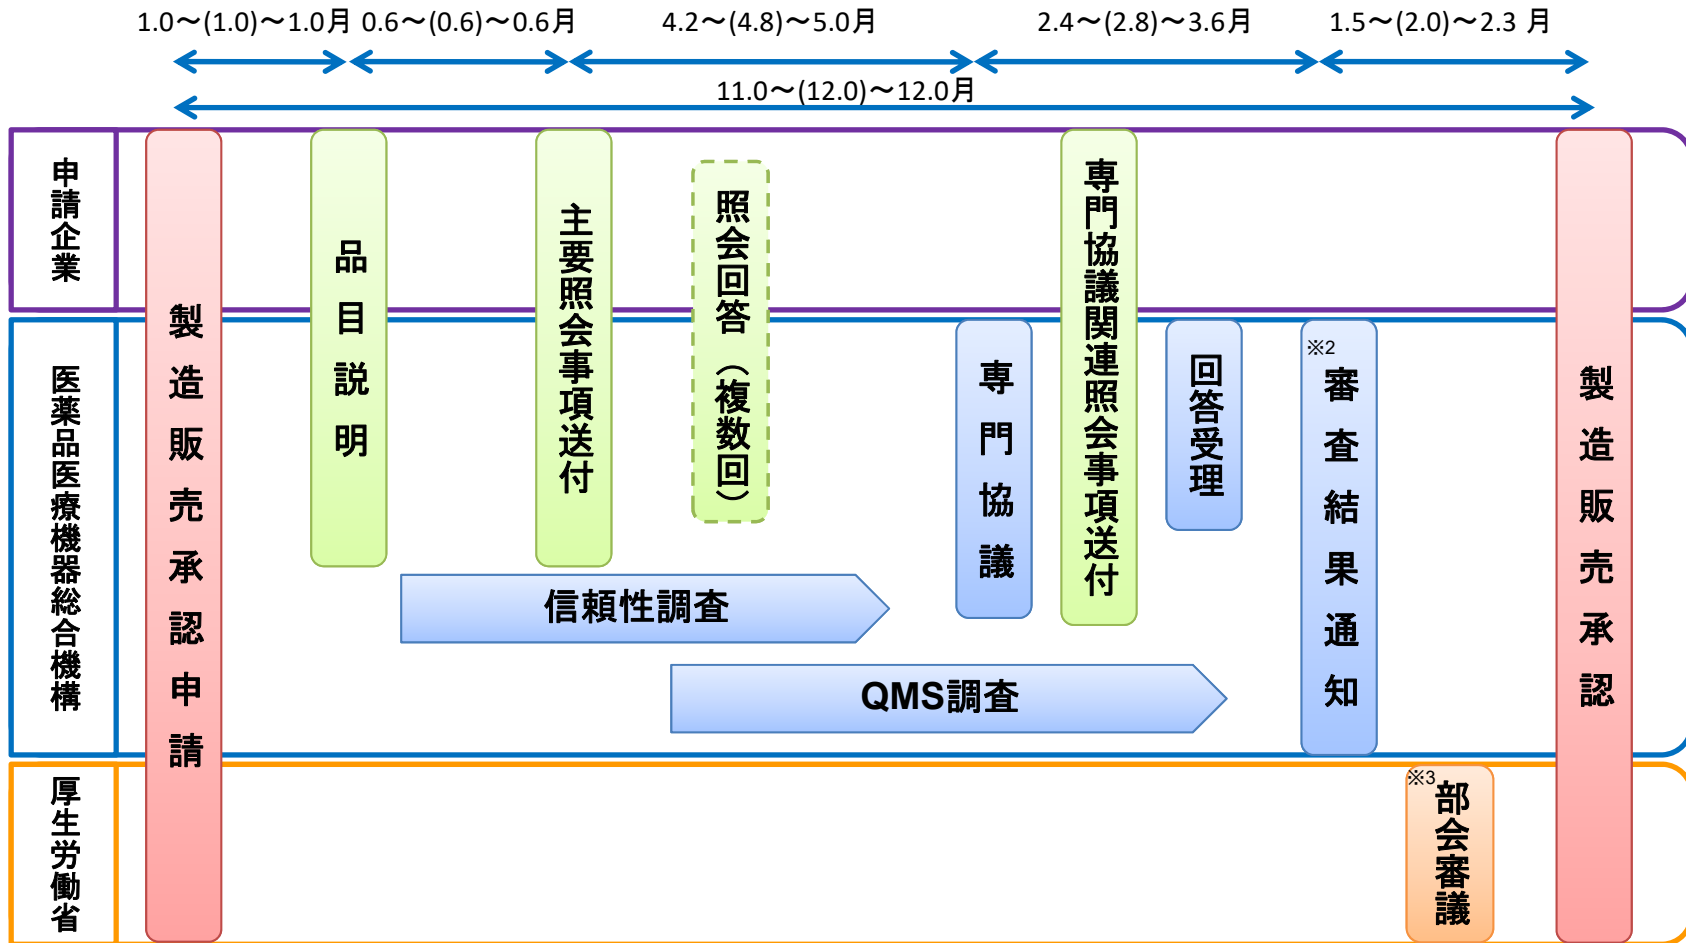 1.0～(1.0)～1.0月
0.6～(0.6)～0.6月
4.2～(4.8)～5.0月
2.4～(2.8)～3.6月
1.5～(2.0)～2.3 月
11.0～(12.0)～12.0月
申請企業
医薬品医療機器総合機構
厚生労働省
製造販売承認申請
品目説明
主要照会事項送付
照会回答（複数回）
専門協議
専門協議関連照会事項送付
回答受理
※2
審査結果通知
※3
部会審議
製造販売承認
信頼性調査
QMS調査